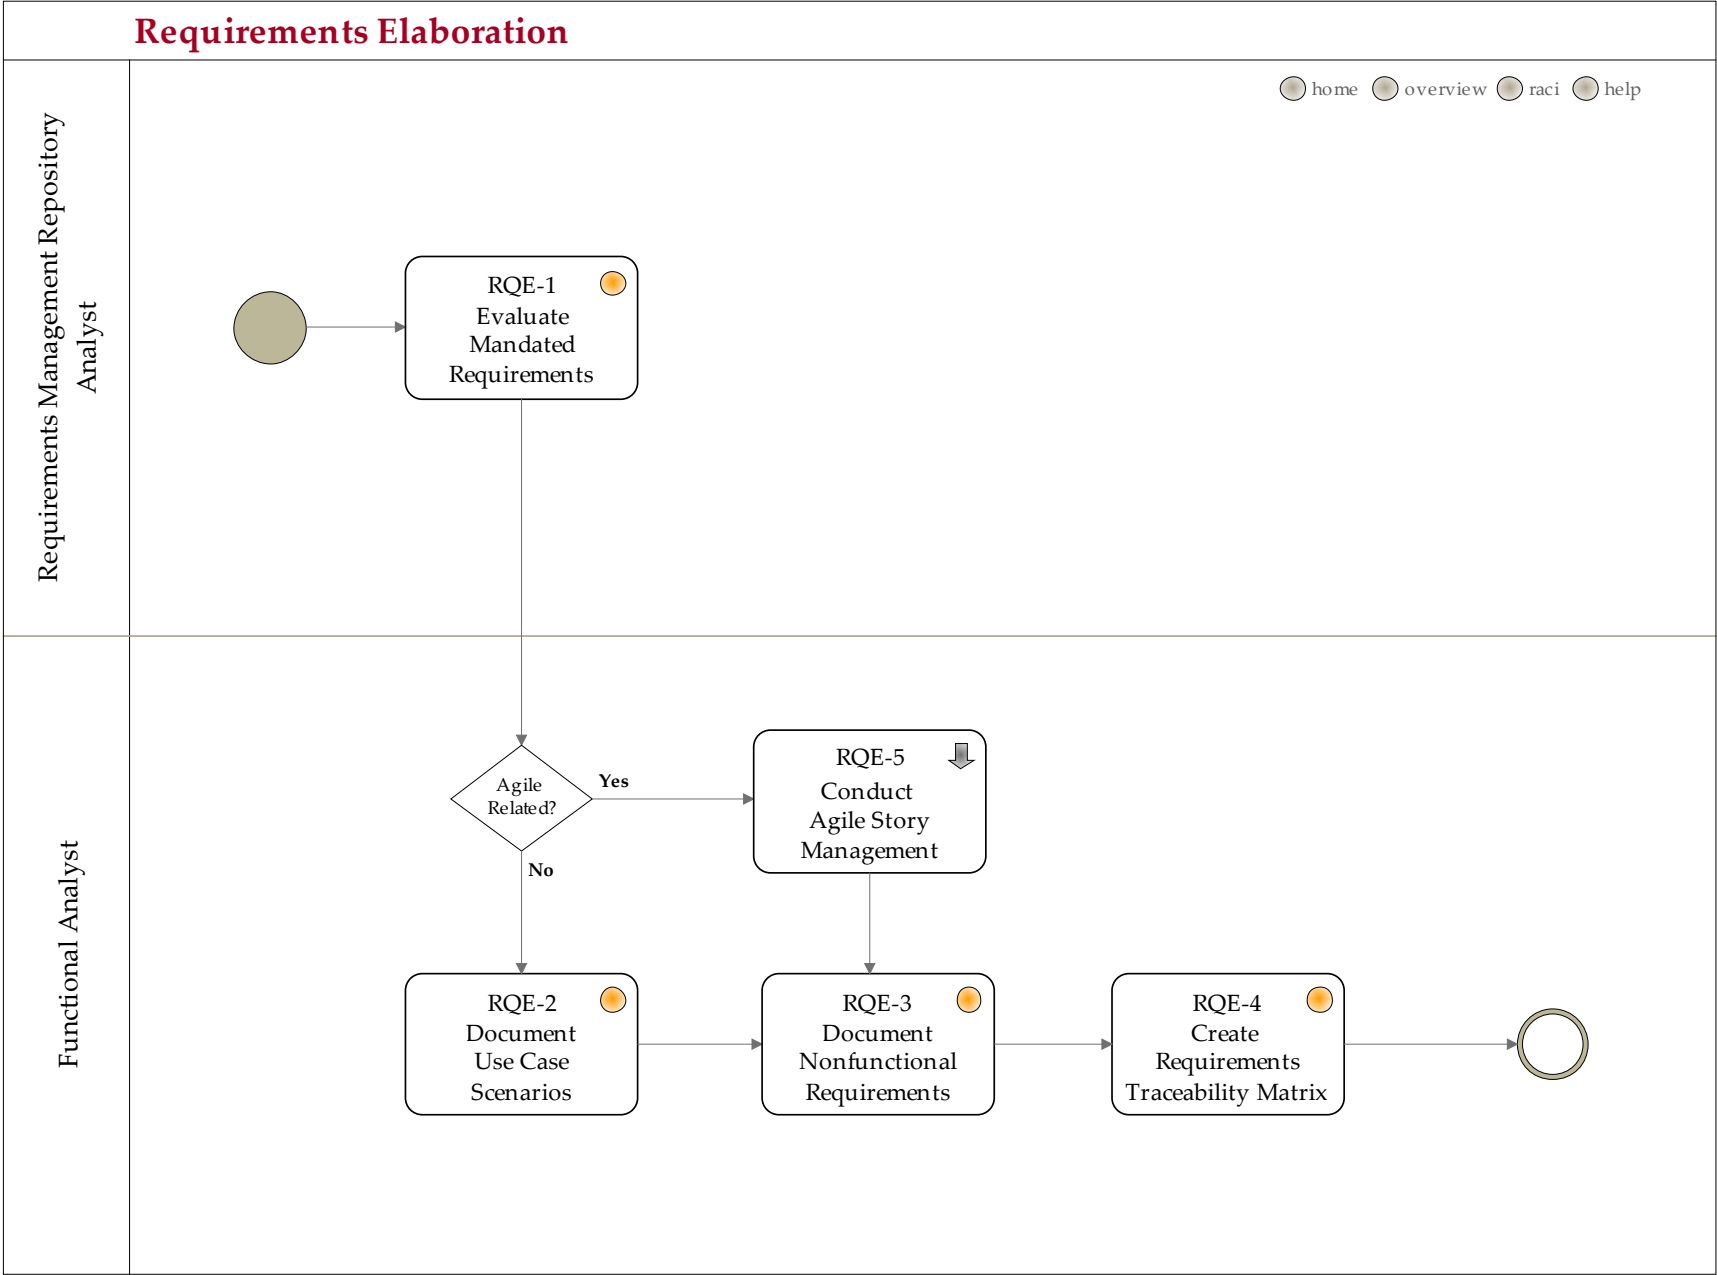 Requirements Elaboration
home
overview
raci
help
Requirements Management Repository
Analyst
RQE-1
Evaluate
Mandated
Requirements
Functional Analyst
Agile
Related?
Yes
No
RQE-5
Conduct
Agile Story
Management
RQE-2
Document
Use Case
Scenarios
RQE-3
Document
Nonfunctional
Requirements
RQE-4
Create
Requirements
Traceability Matrix